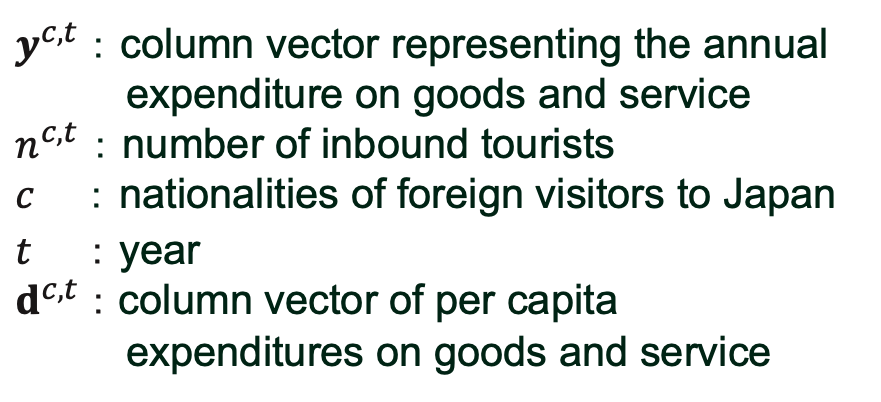 y^{c,t} : column vector representing the annual
expenditure on goods and service
n^{c,t} : number of inbound tourists
c : nationalities of foreign visitors to Japan
t : year
d^{c,t} : column vector of per capita
expenditures on goods and service